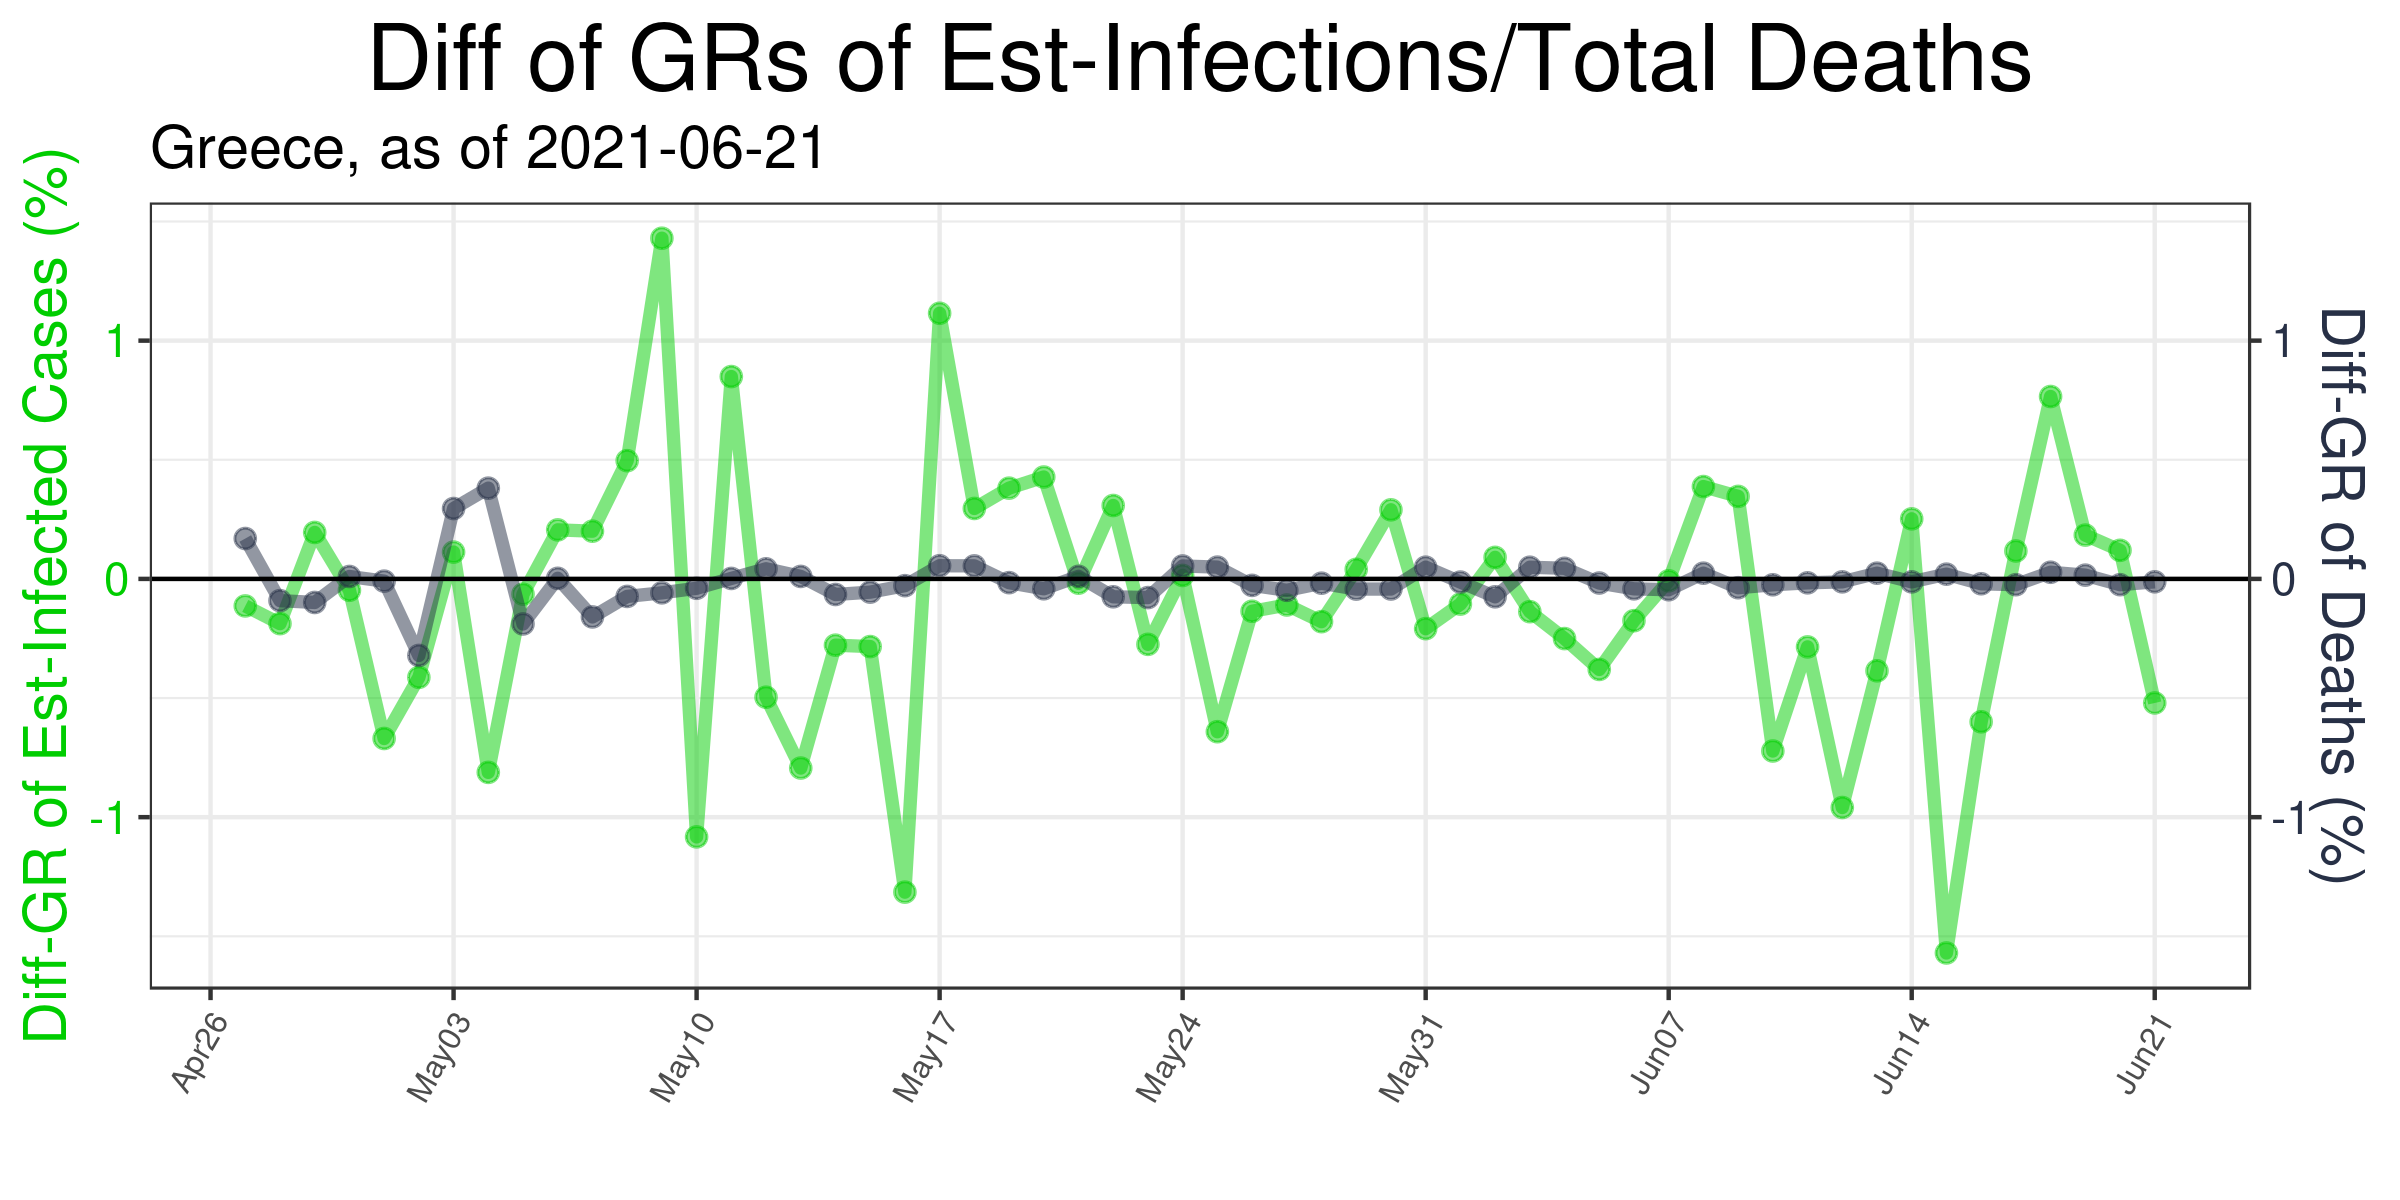 Diff of GRs of Est-Infections/Total Deaths
Greece, as of 2021-06-21
Diff-GR of Est-Infected Cases (%)
1
0
-1
1
0
-1
Diff-GR of Deaths (%)
Apr26
May03
May10
May17
May24
May31
Jun07
Jun14
Jun21